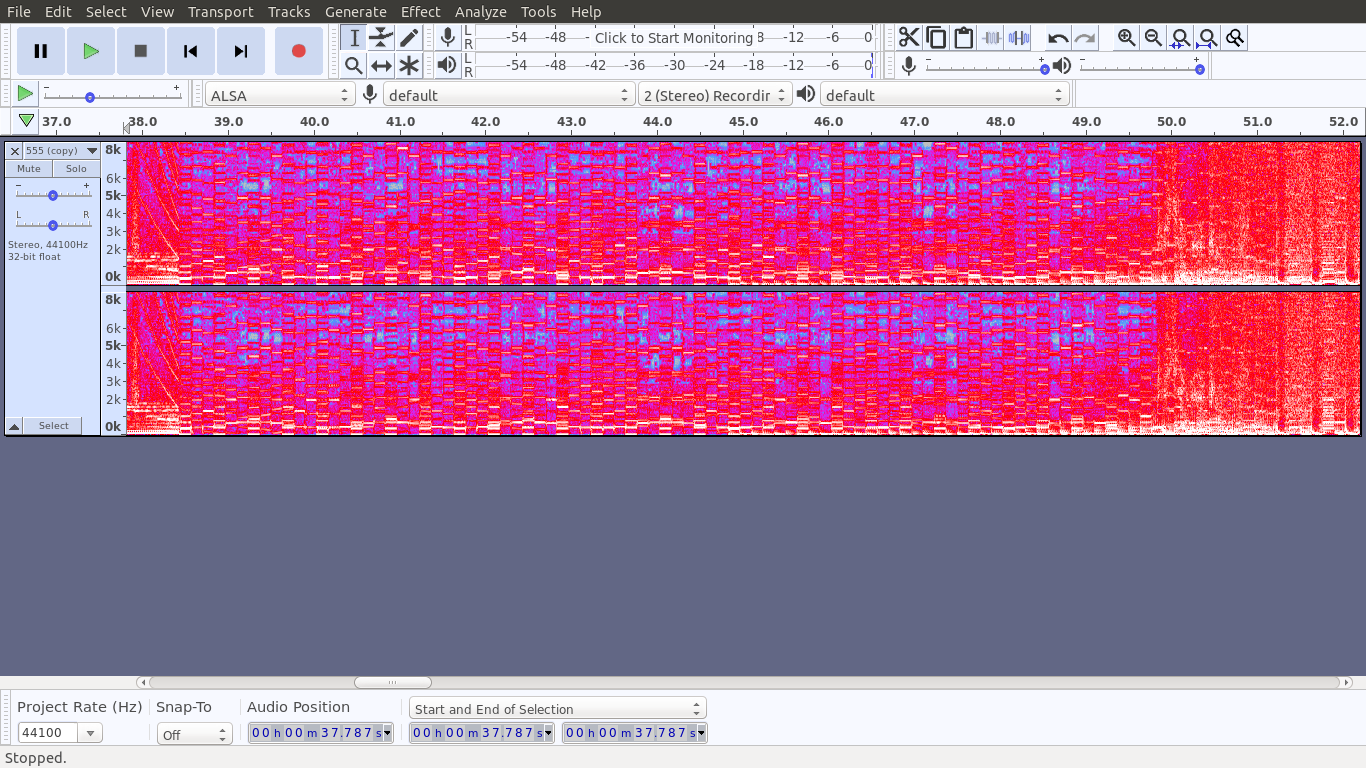 File Edit Select View Transport Tracks Generate Effect Analyze Tools Help
L
R
-54 -48 - Click to Start Monitoring 8 -12 -6 0
L
R
-54 -48 -42 -36 -30 -24 -18 -12 -6 0
- +
- +
- +
ALSA
default
2 (Stereo) Recordir
default
37.0 38.0 39.0 40.0 41.0 42.0 43.0 44.0 45.0 46.0 47.0 48.0 49.0 50.0 51.0 52.0
555 (copy)
Mute Solo
- +
L R
Stereo, 44100Hz
32-bit float
Select
8k
6k
5k
4k
3k
2k
0k
8k
6k
5k
4k
3k
2k
0k
Project Rate (Hz) Snap-To Audio Position Start and End of Selection
44100 Off 00 h 00 m 37.787 s 00 h 00 m 37.787 s 00 h 00 m 37.787 s
Stopped.